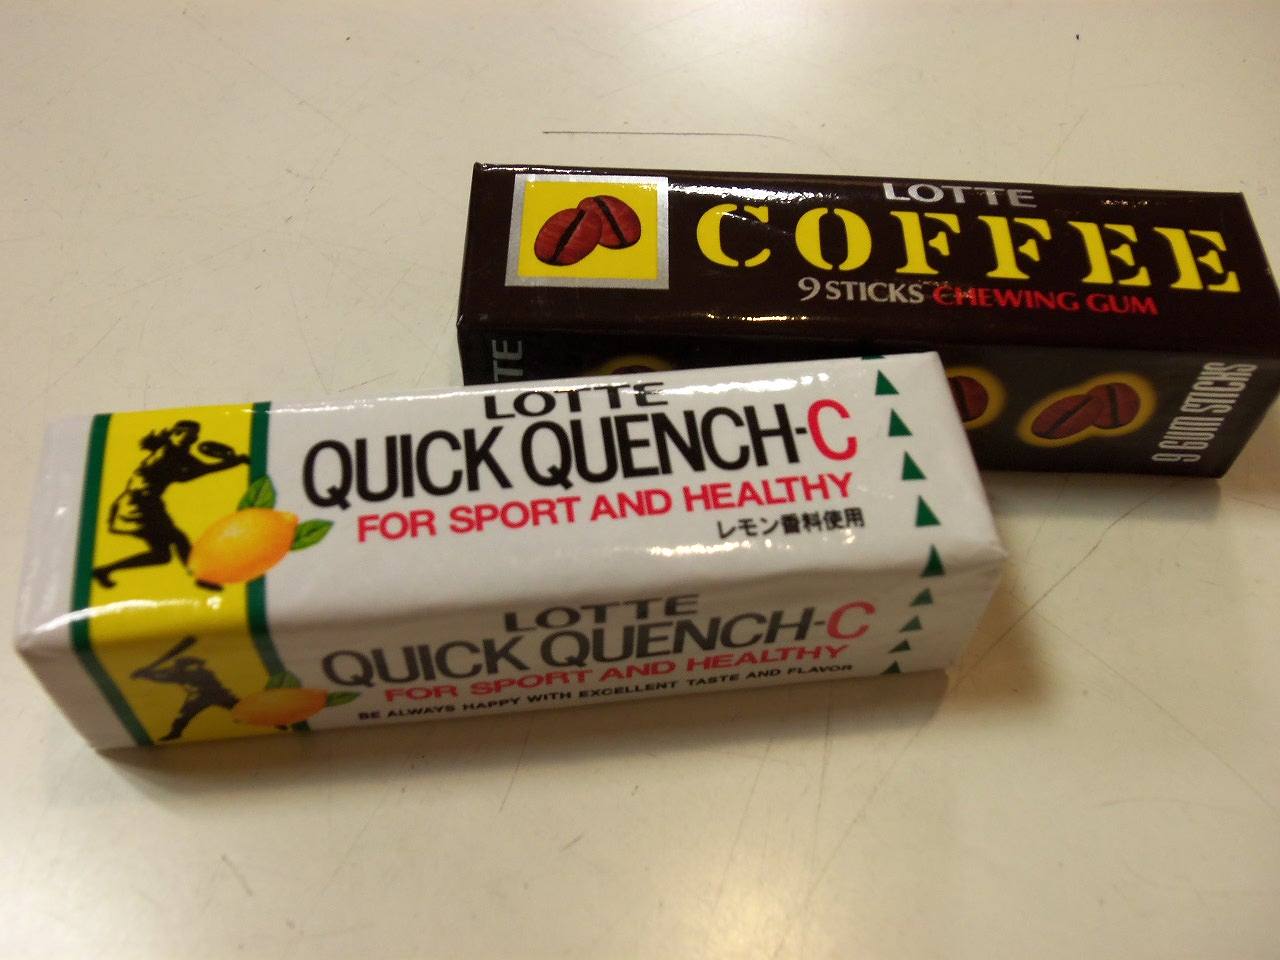 LOTTE
COFFEE
9 STICKS CHEWING GUM
TTE
9 GUM STICKS
LOTTE
QUICK QUENCH-C
FOR SPORT AND HEALTHY
レモン香料使用
LOTTE
QUICK QUENCH-C
FOR SPORT AND HEALTHY
BE ALWAYS HAPPY WITH EXCELLENT TASTE AND FLAVOR